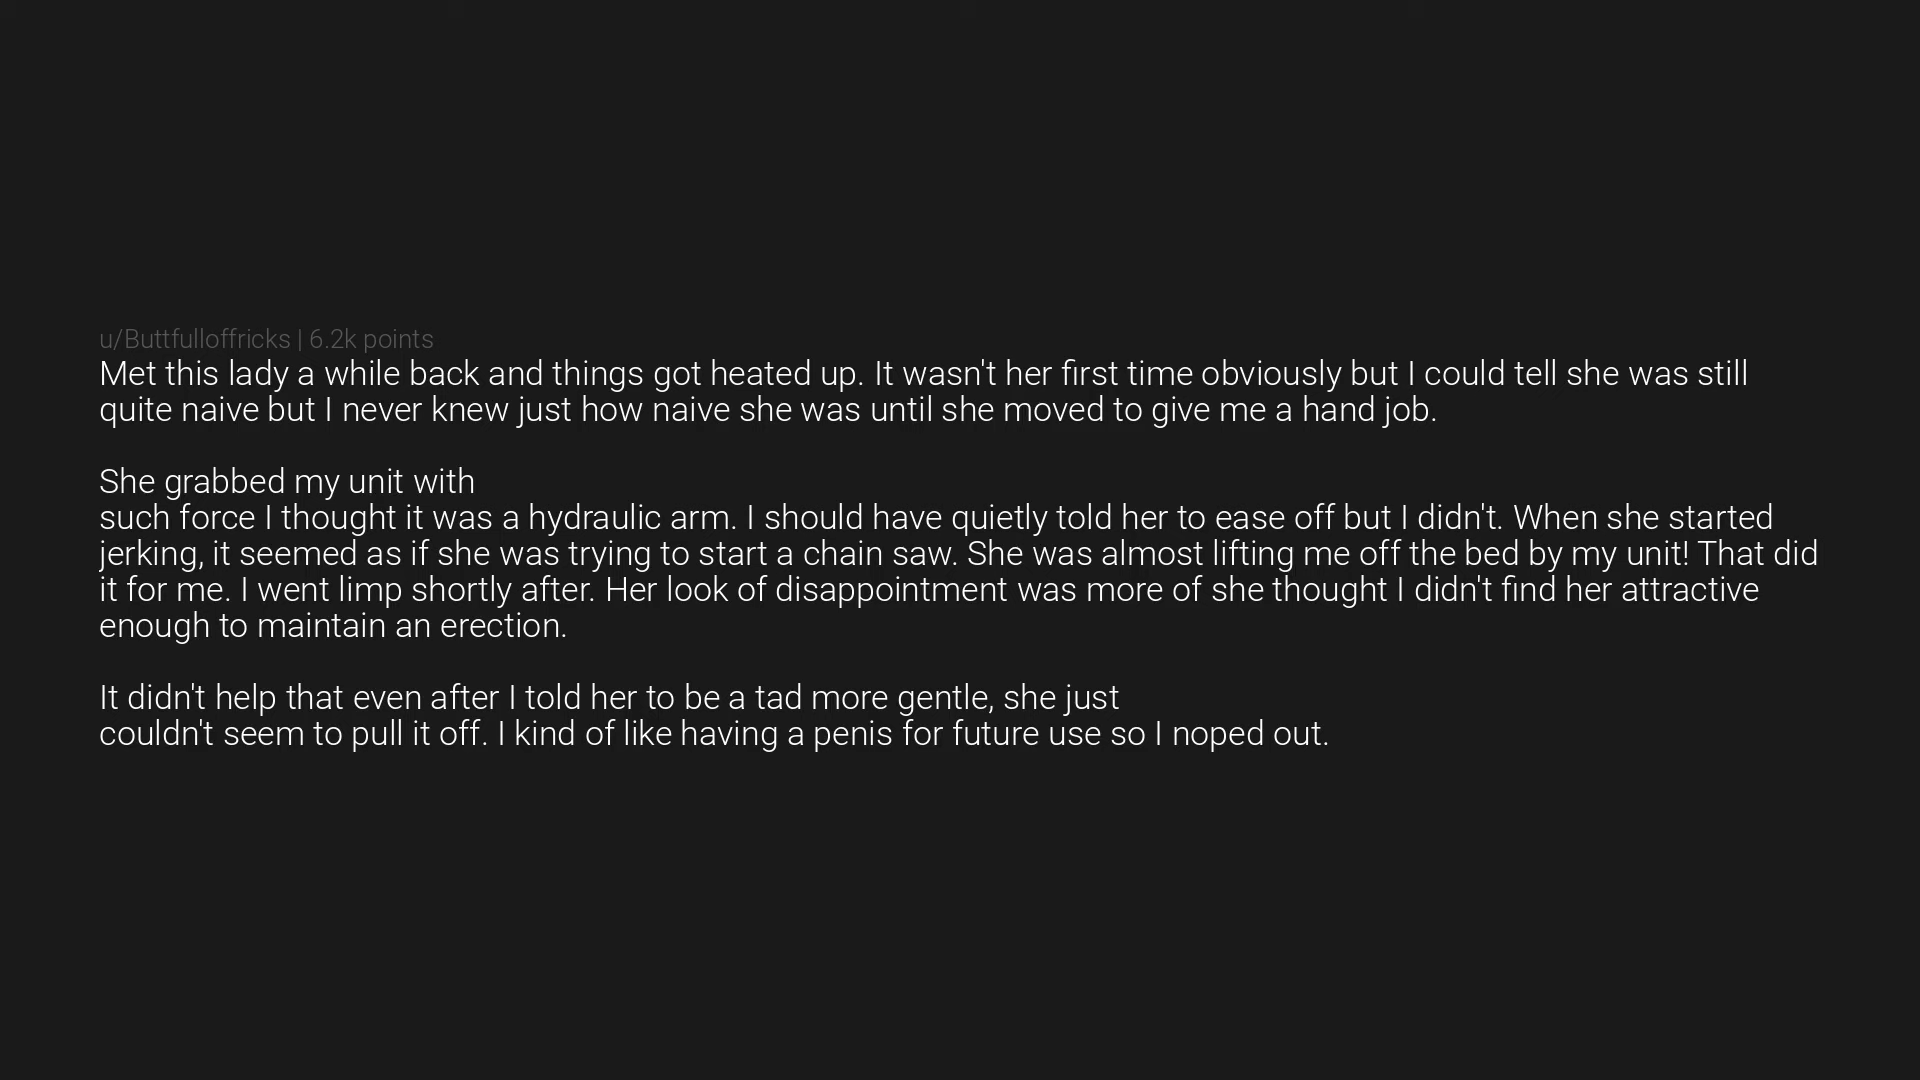 u/Buttfulloffricks | 6.2k points
Met this lady a while back and things got heated up. It wasn't her first time obviously but I could tell she was still
quite naive but I never knew just how naive she was until she moved to give me a hand job.
She grabbed my unit with
such force I thought it was a hydraulic arm. I should have quietly told her to ease off but I didn't. When she started
jerking, it seemed as if she was trying to start a chain saw. She was almost lifting me off the bed by my unit! That did
it for me. I went limp shortly after. Her look of disappointment was more of she thought I didn't find her attractive
enough to maintain an erection.
It didn't help that even after I told her to be a tad more gentle, she just
couldn't seem to pull it off. I kind of like having a penis for future use so I noped out.